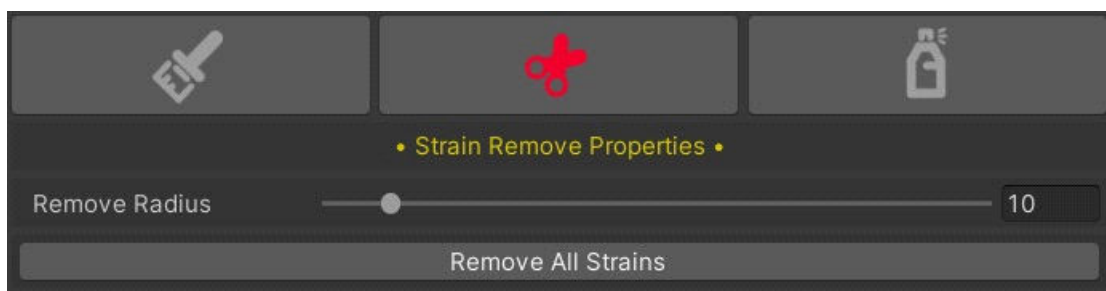 • Strain Remove Properties •
Remove Radius 10
Remove All Strains